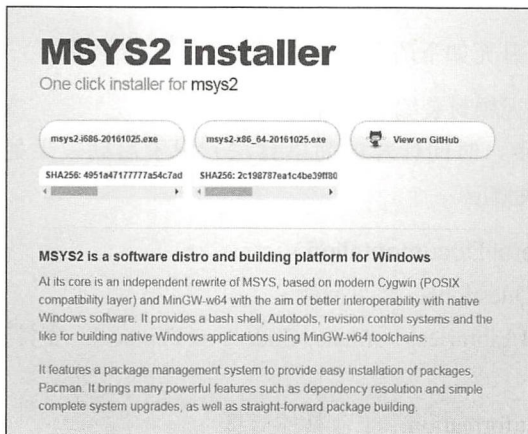 MSYS2 installer
One click installer for msys2
msys2-i686-20161025.exe
msys2-x86_64-20161025.exe
View on GitHub
SHA256: 4951a47177777a54c7ad
SHA256: 2c198787ea1c4be39ff80
MSYS2 is a software distro and building platform for Windows
At its core is an independent rewrite of MSYS, based on modern Cygwin (POSIX
compatibility layer) and MinGW-w64 with the aim of better interoperability with native
Windows software. It provides a bash shell, Autotools, revision control systems and the
like for building native Windows applications using MinGW-w64 toolchains.
It features a package management system to provide easy installation of packages,
Pacman. It brings many powerful features such as dependency resolution and simple
complete system upgrades, as well as straight-forward package building.